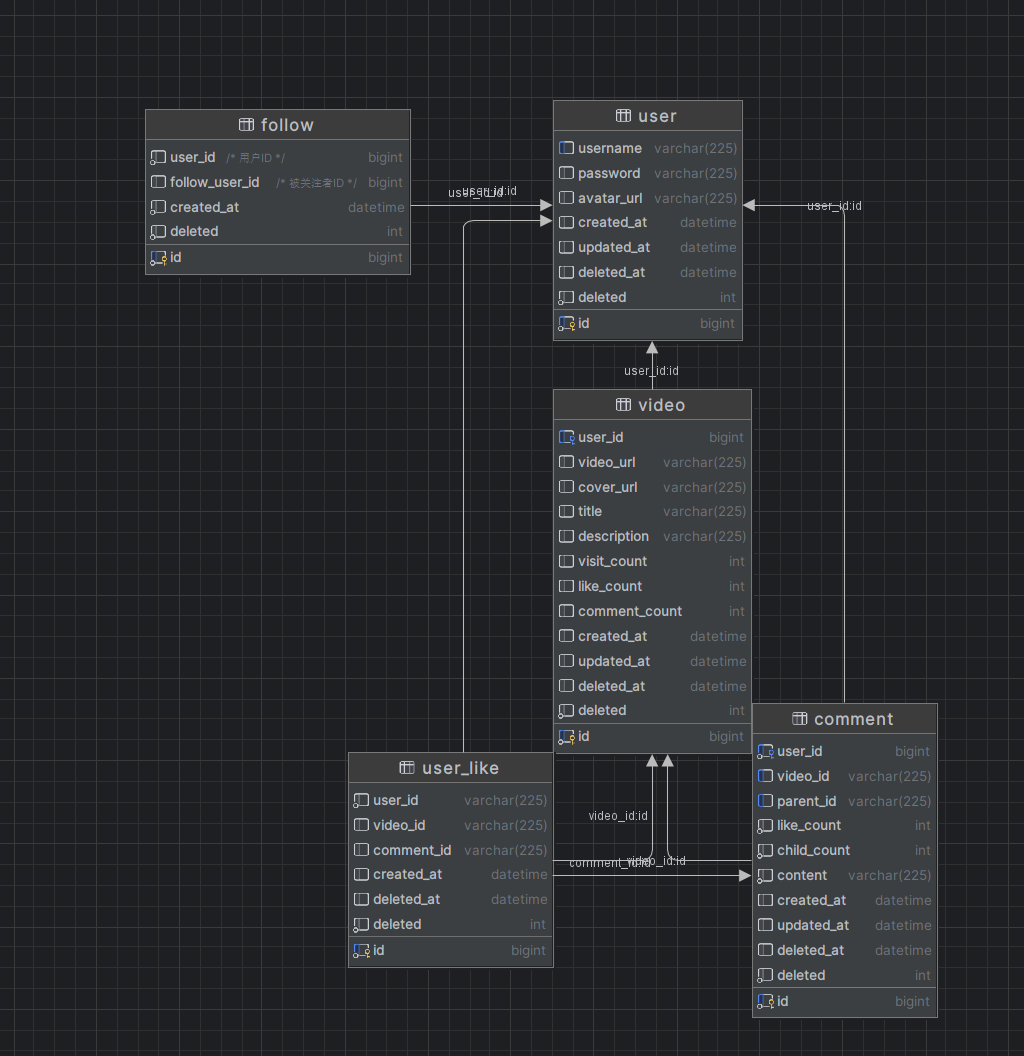 follow
user_id /* 用户ID */ bigint
follow_user_id /* 被关注者ID */ bigint
created_at datetime
deleted int
id bigint
user
username varchar(225)
password varchar(225)
avatar_url varchar(225)
created_at datetime
updated_at datetime
deleted_at datetime
deleted int
id bigint
user_id:id
user_id:id
user_id:id
video
user_id bigint
video_url varchar(225)
cover_url varchar(225)
title varchar(225)
description varchar(225)
visit_count int
like_count int
comment_count int
created_at datetime
updated_at datetime
deleted_at datetime
deleted int
id bigint
user_like
user_id varchar(225)
video_id varchar(225)
comment_id varchar(225)
created_at datetime
deleted_at datetime
deleted int
id bigint
video_id:id
comment_id:id
video_id:id
comment
user_id bigint
video_id varchar(225)
parent_id varchar(225)
like_count int
child_count int
content varchar(225)
created_at datetime
updated_at datetime
deleted_at datetime
deleted int
id bigint